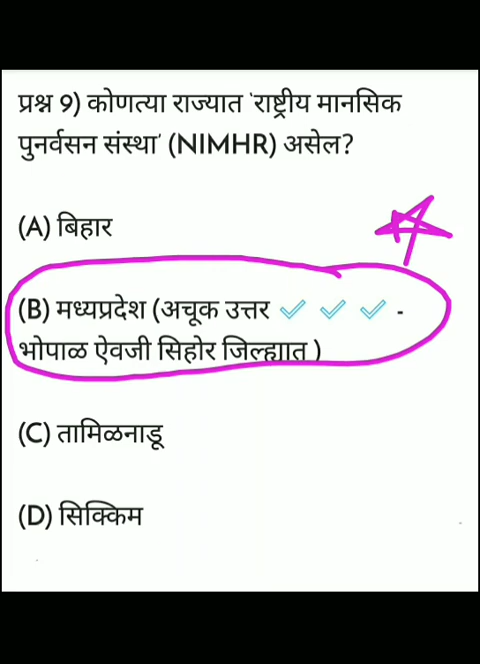 प्रश्न 9) कोणत्या राज्यात 'राष्ट्रीय मानसिक
पुनर्वसन संस्था' (NIMHR) असेल?
(A) बिहार
(B) मध्यप्रदेश (अचूक उत्तर ✓ ✓ ✓ -
भोपाळ ऐवजी सिहोर जिल्ह्यात )
(C) तामिळनाडू
(D) सिक्किम